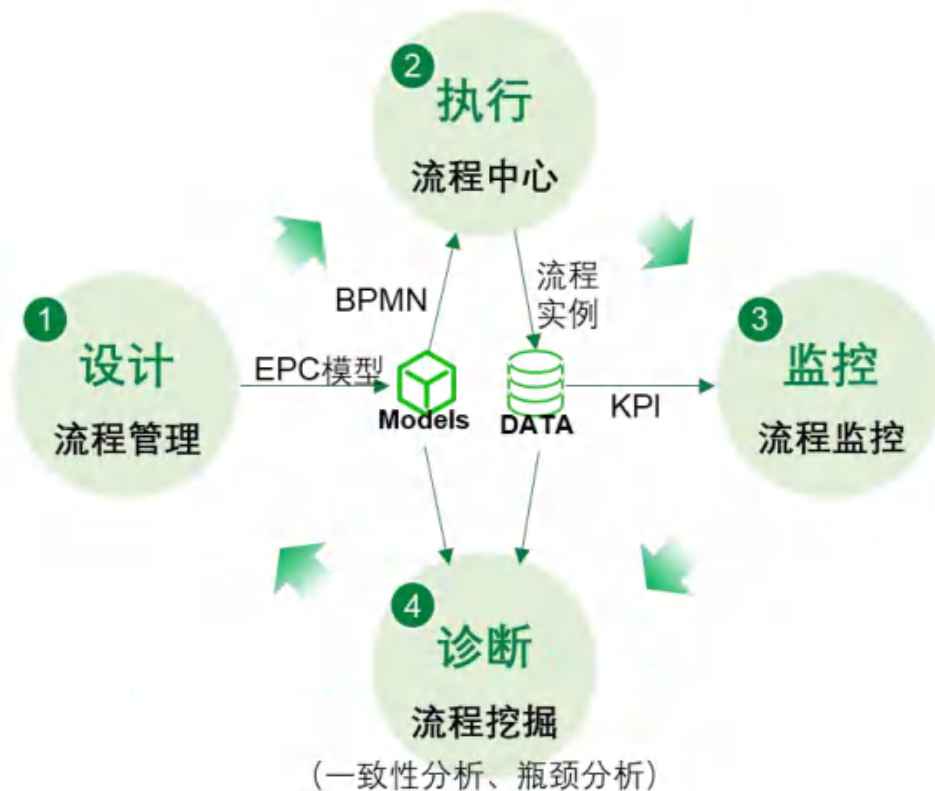 2
执行
流程中心
1
设计
流程管理
BPMN
EPC模型
Models
流程
实例
DATA
KPI
3
监控
流程监控
4
诊断
流程挖掘
(一致性分析、瓶颈分析)